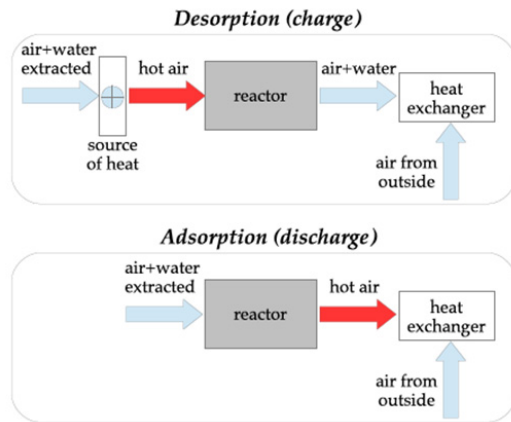 Desorption (charge)
air+water
extracted
hot air
reactor
air+water
heat
exchanger
source
of heat
air from
outside
Adsorption (discharge)
air+water
extracted
reactor
hot air
heat
exchanger
air from
outside